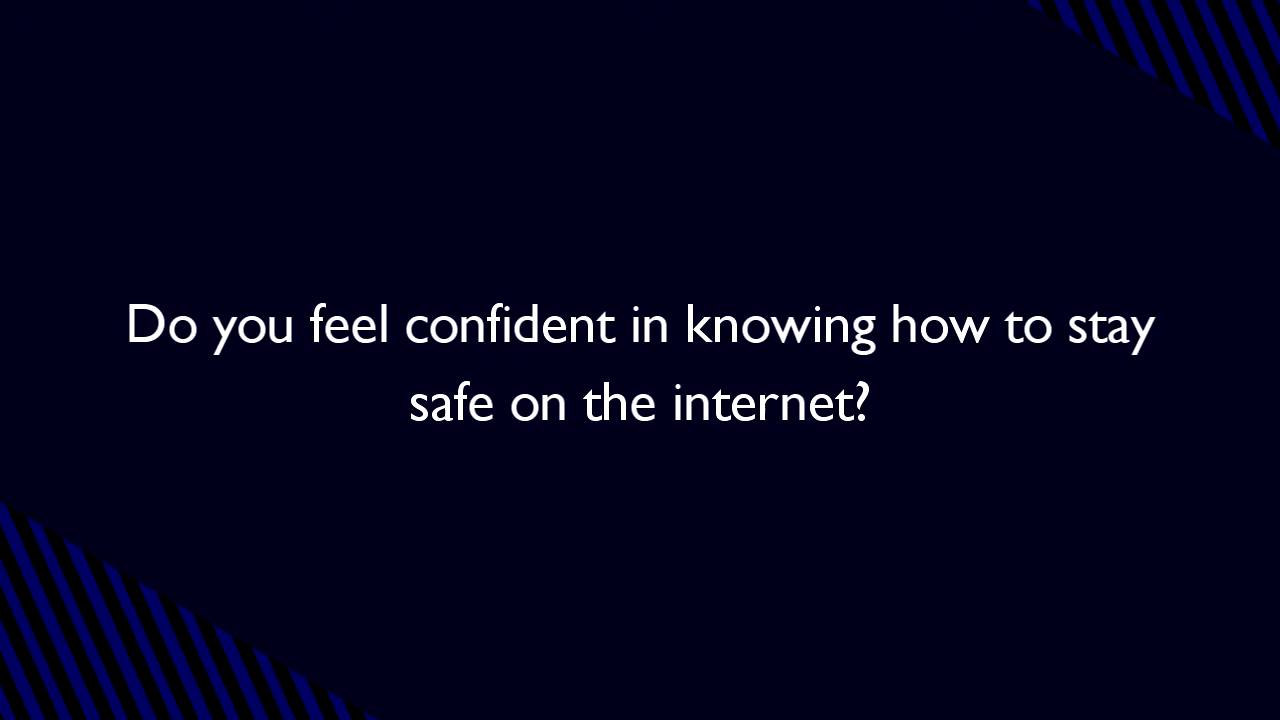 Do you feel confident in knowing how to stay
safe on the internet?